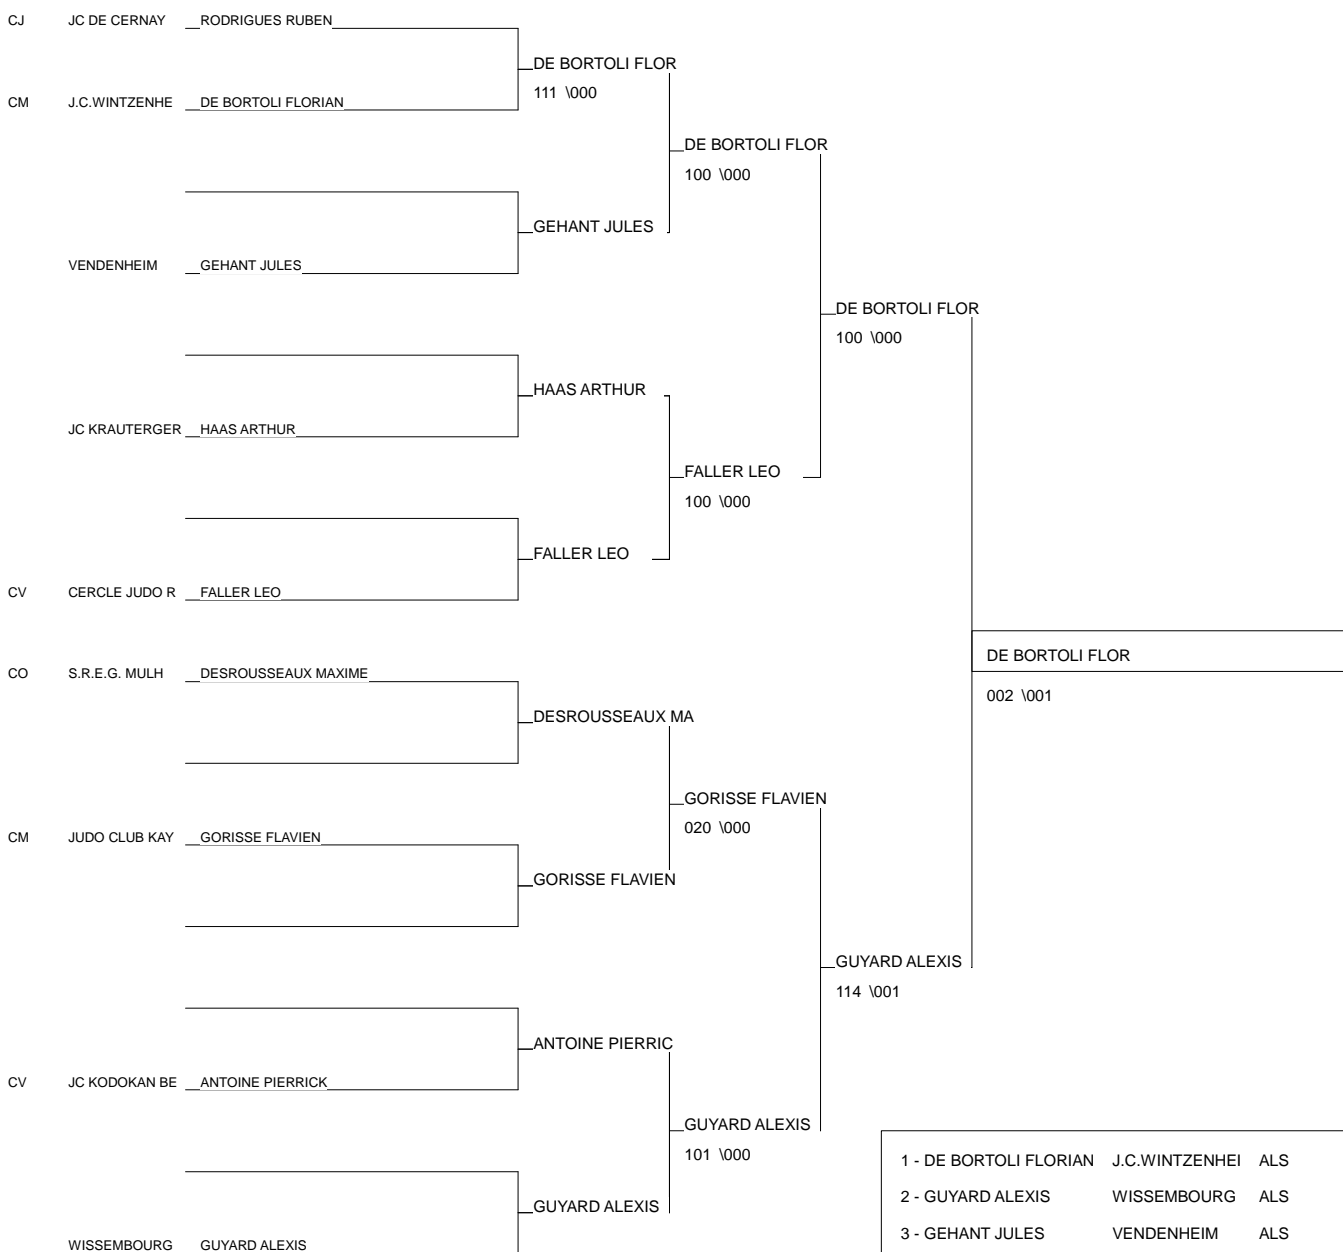 CJ JC DE CERNAY RODRIGUES RUBEN
DE BORTOLI FLOR
111 \000
CM J.C.WINTZENHE DE BORTOLI FLORIAN
DE BORTOLI FLOR
100 \000
GEHANT JULES
VENDENHEIM GEHANT JULES
DE BORTOLI FLOR
100 \000
HAAS ARTHUR
JC KRAUTERGER HAAS ARTHUR
FALLER LEO
100 \000
FALLER LEO
CV CERCLE JUDO R FALLER LEO
DE BORTOLI FLOR
002 \001
CO S.R.E.G. MULH DESROUSSEAUX MAXIME
DESROUSSEAUX MA
GORISSE FLAVIEN
020 \000
CM JUDO CLUB KAY GORISSE FLAVIEN
GORISSE FLAVIEN
GUYARD ALEXIS
114 \001
ANTOINE PIERRIC
CV JC KODOKAN BE ANTOINE PIERRICK
GUYARD ALEXIS
101 \000
GUYARD ALEXIS
WISSEMBOURG GUYARD ALEXIS
1 - DE BORTOLI FLORIAN J.C.WINTZENHEI ALS
2 - GUYARD ALEXIS WISSEMBOURG ALS
3 - GEHANT JULES VENDENHEIM ALS